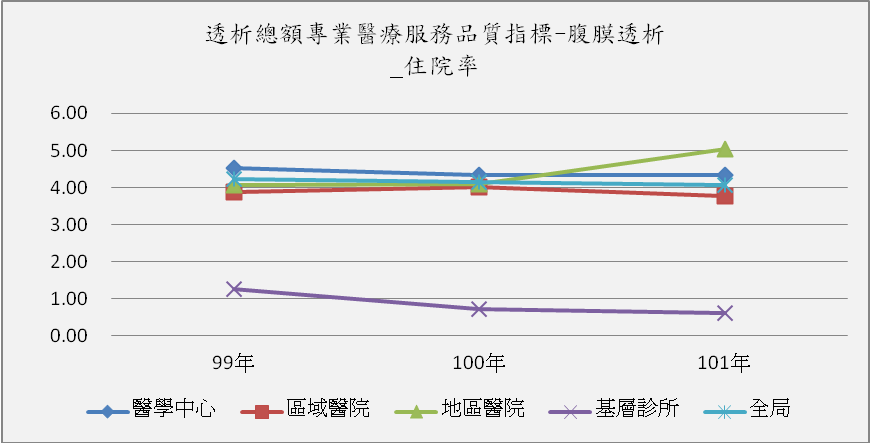 透析總額專業醫療服務品質指標-腹膜透析
_住院率
6.00
5.00
4.00
3.00
2.00
1.00
0.00
99年 100年 101年
醫學中心 區域醫院 地區醫院 基層診所 全局